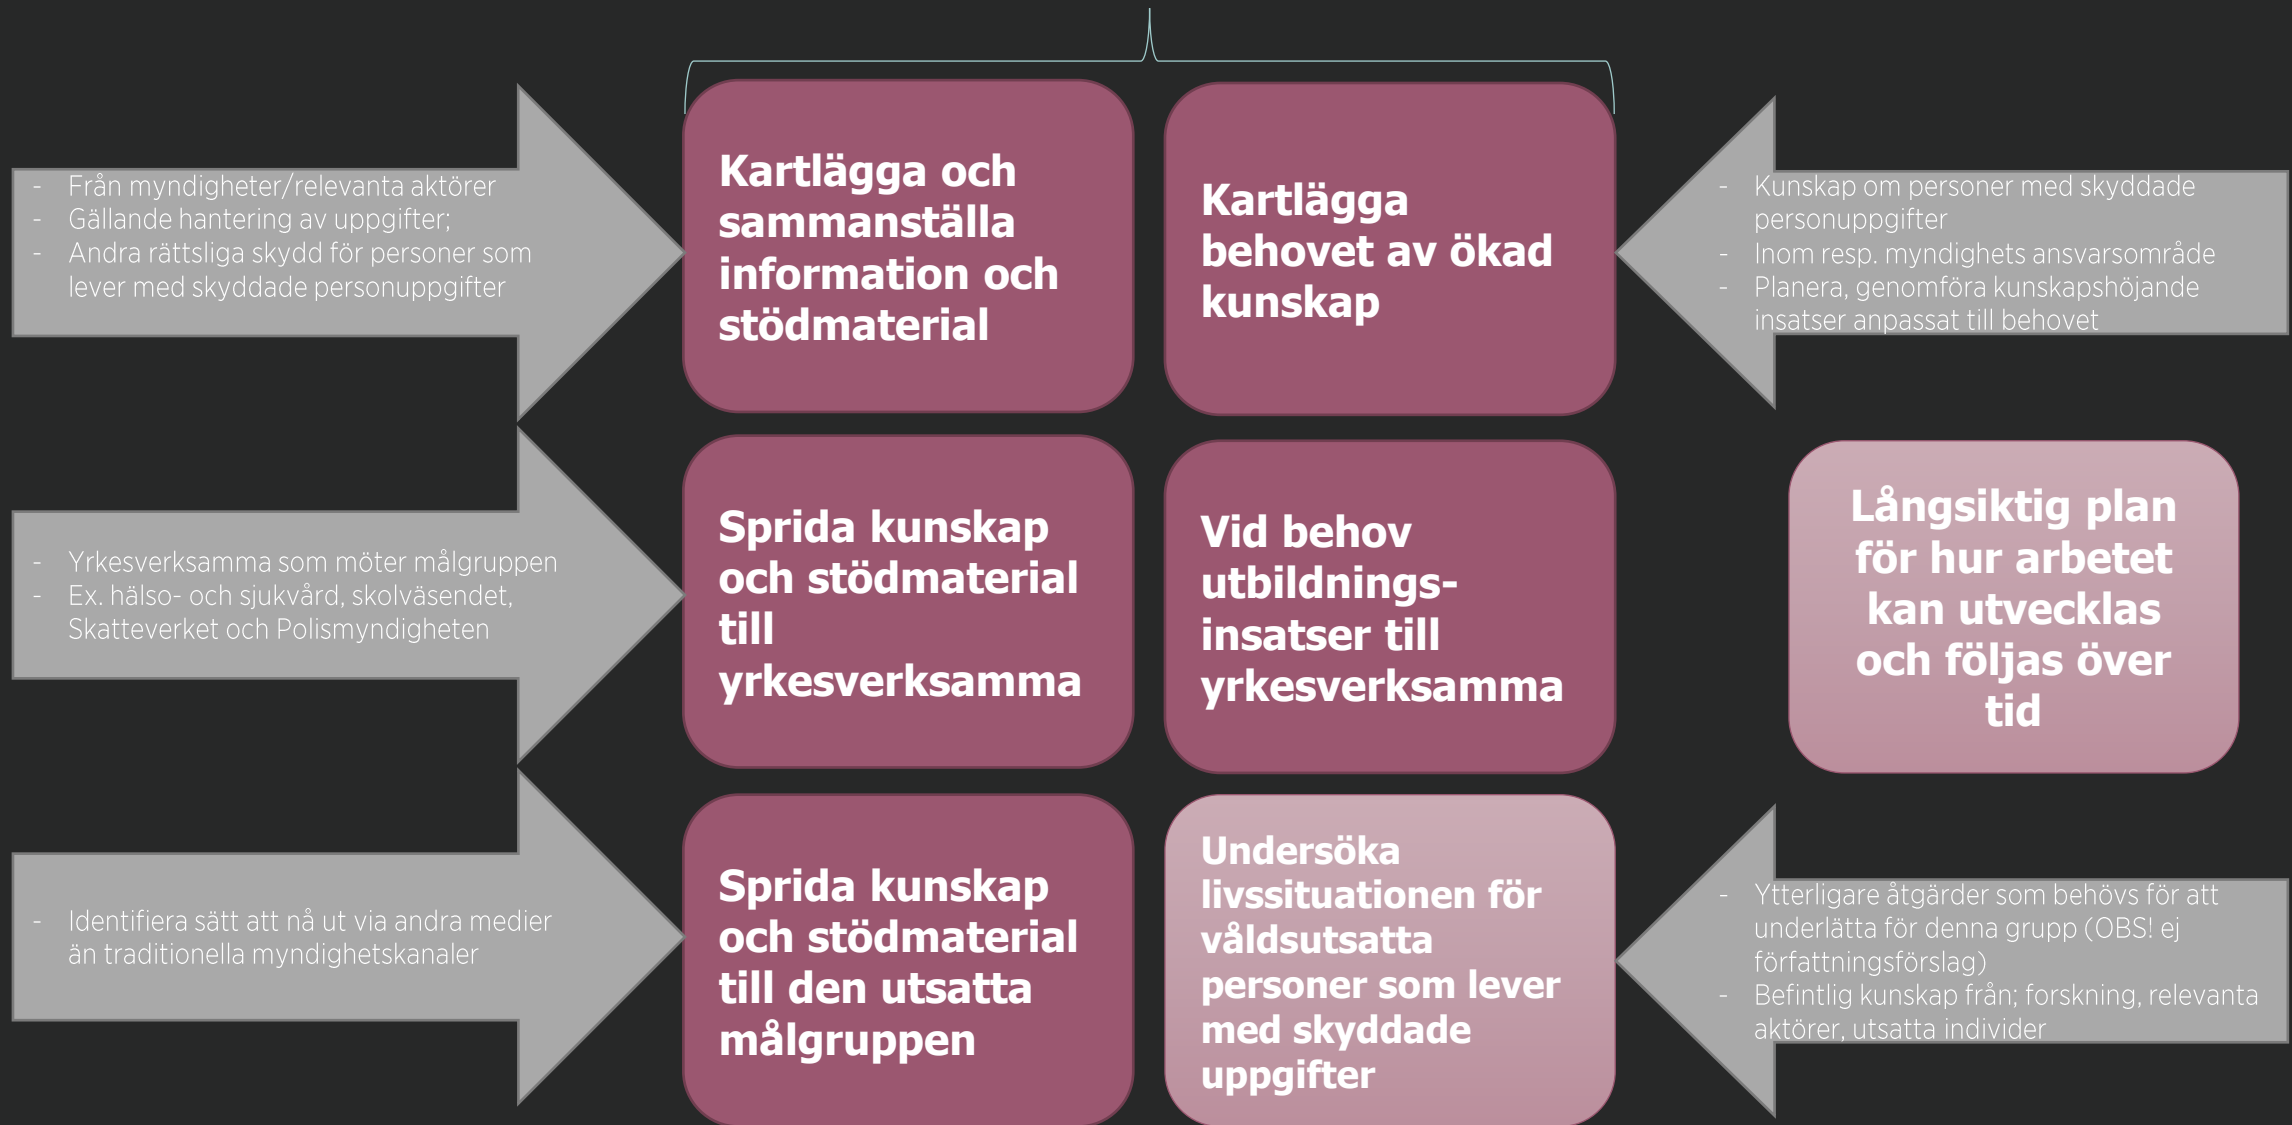 - Från myndigheter/relevanta aktörer
- Gällande hantering av uppgifter;
- Andra rättsliga skydd för personer som
lever med skyddade personuppgifter
Kartlägga och
sammanställa
information och
stödmaterial
Kartlägga
behovet av ökad
kunskap
- Kunskap om personer med skyddade
personuppgifter
- Inom resp. myndighets ansvarsområde
- Planera, genomföra kunskapshöjande
insatser anpassat till behovet
- Yrkesverksamma som möter målgruppen
- Ex. hälso- och sjukvård, skolväsendet,
Skatteverket och Polismyndigheten
Sprida kunskap
och stödmaterial
till
yrkesverksamma
Vid behov
utbildnings-
insatser till
yrkesverksamma
Långsiktig plan
för hur arbetet
kan utvecklas
och följas över
tid
- Identifiera sätt att nå ut via andra medier
än traditionella myndighetskanaler
Sprida kunskap
och stödmaterial
till den utsatta
målgruppen
Undersöka
livssituationen för
våldsutsatta
personer som lever
med skyddade
uppgifter
- Ytterligare åtgärder som behövs för att
underlätta för denna grupp (OBS! ej
författningsförslag)
- Befintlig kunskap från; forskning, relevanta
aktörer, utsatta individer